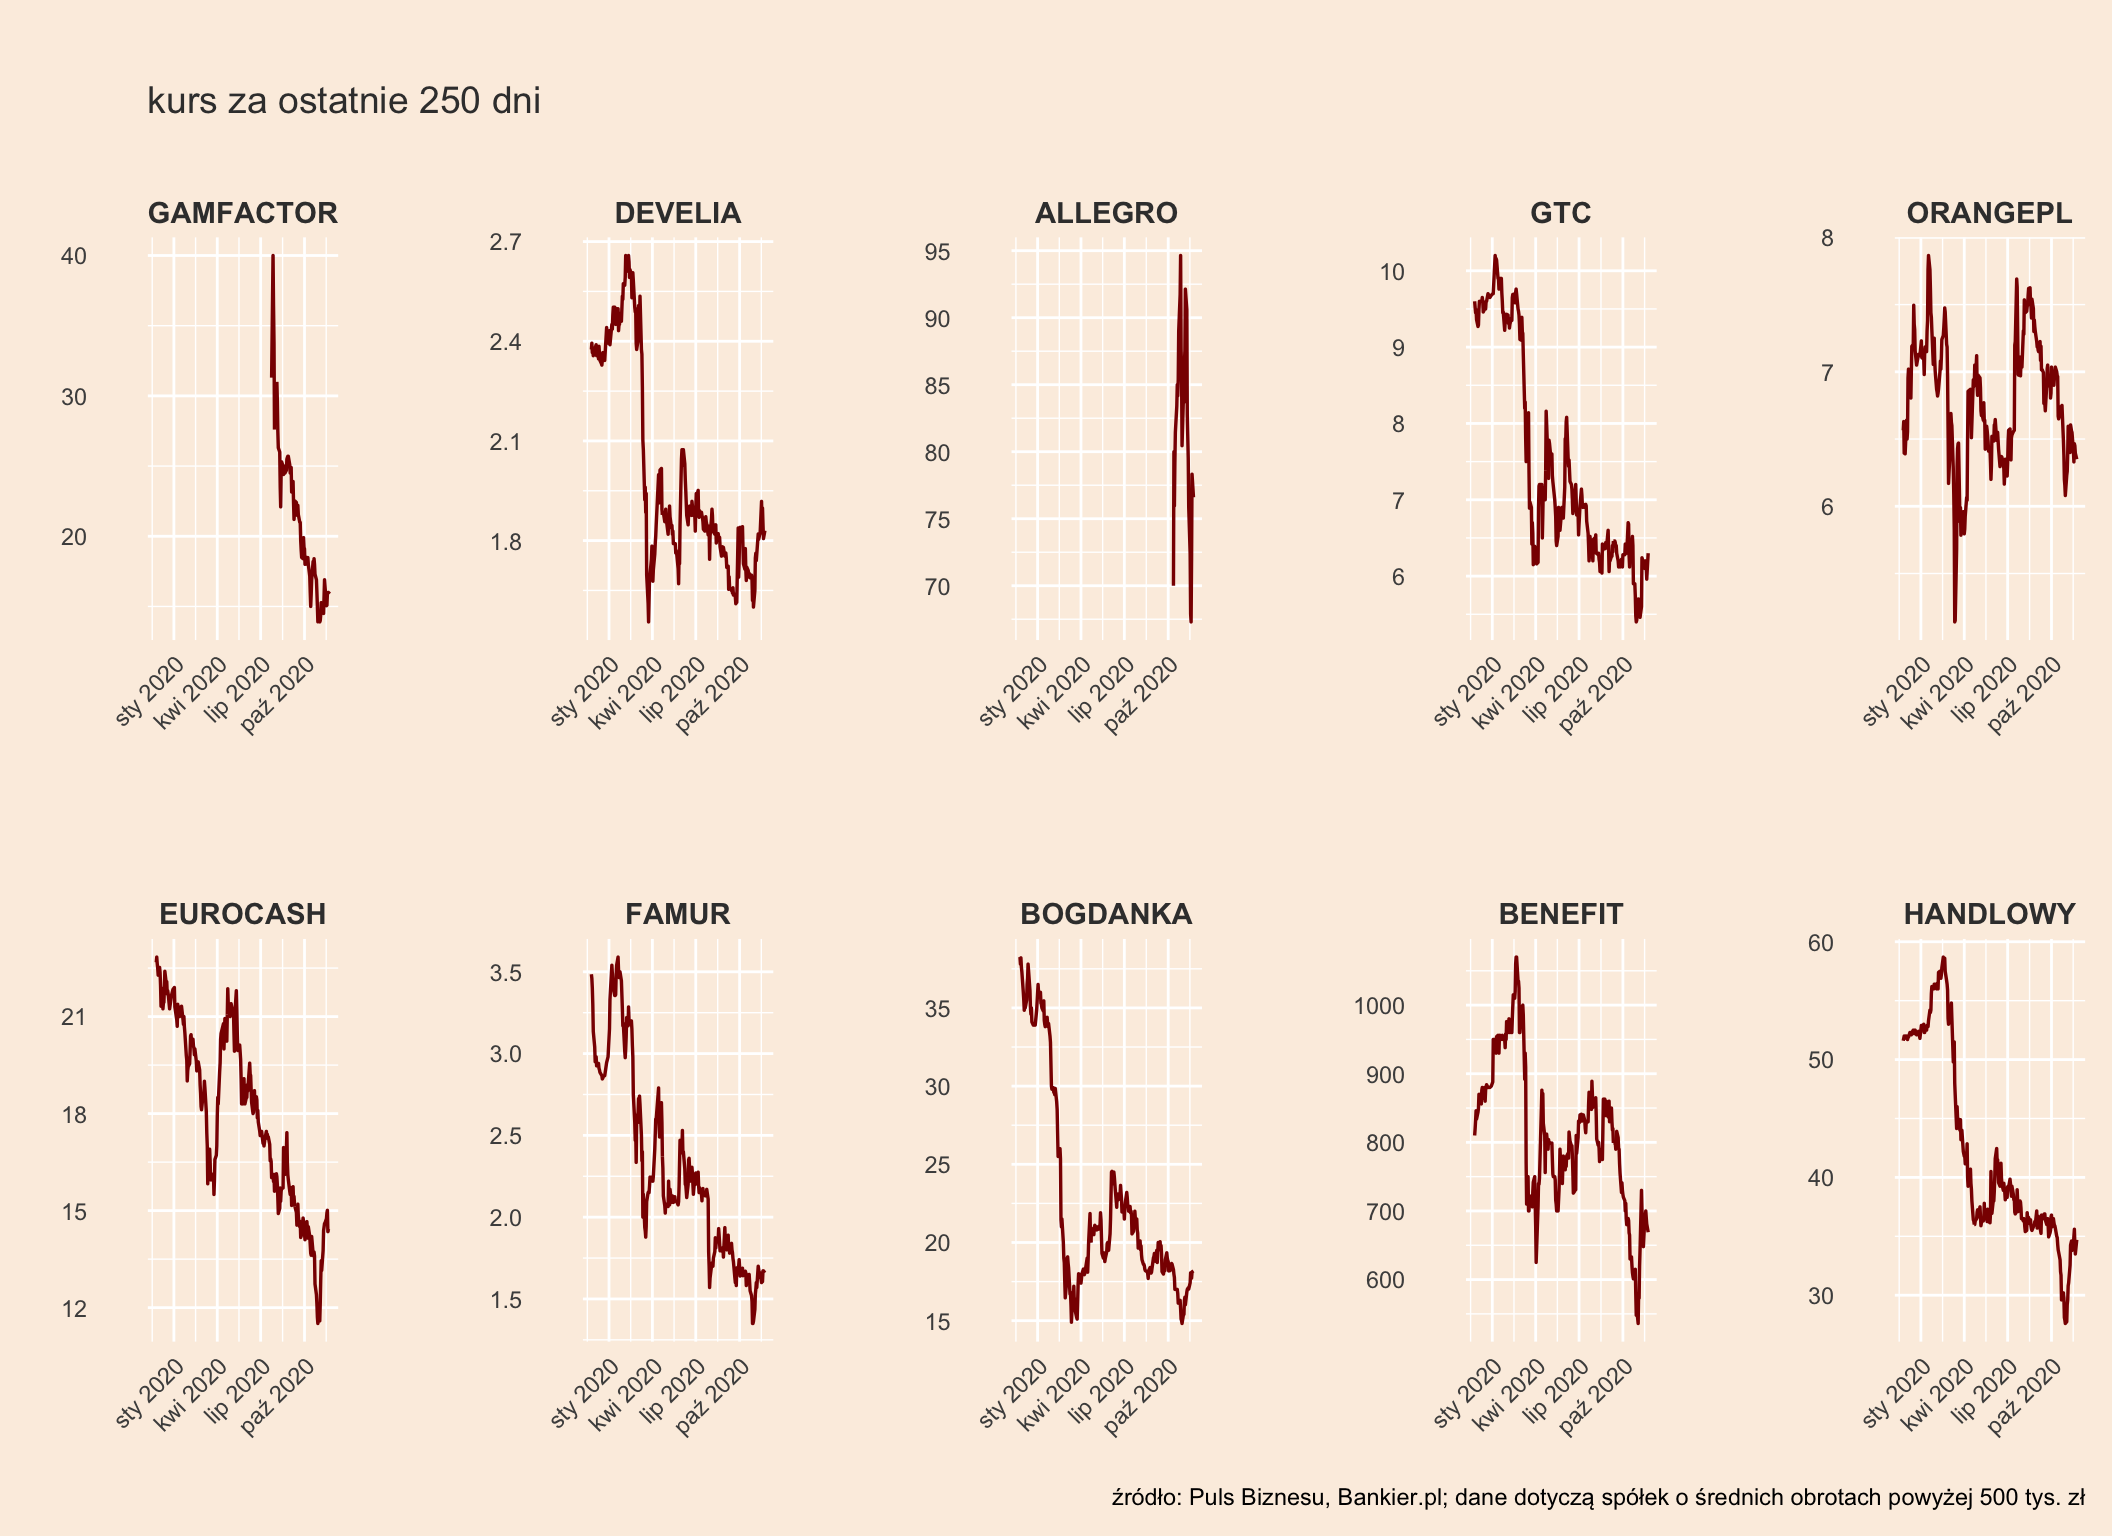 kurs za ostatnie 250 dni
GAMFACTOR
DEVELIA
ALLEGRO
GTC
ORANGEPL
40
30
20
2.7
2.4
2.1
1.8
95
90
85
80
75
70
10
9
8
7
6
8
7
6
sty 2020
kwi 2020
lip 2020
paź 2020
sty 2020
kwi 2020
lip 2020
paź 2020
sty 2020
kwi 2020
lip 2020
paź 2020
sty 2020
kwi 2020
lip 2020
paź 2020
sty 2020
kwi 2020
lip 2020
paź 2020
EUROCASH
FAMUR
BOGDANKA
BENEFIT
HANDLOWY
21
18
15
12
3.5
3.0
2.5
2.0
1.5
35
30
25
20
15
1000
900
800
700
600
60
50
40
30
sty 2020
kwi 2020
lip 2020
paź 2020
sty 2020
kwi 2020
lip 2020
paź 2020
sty 2020
kwi 2020
lip 2020
paź 2020
sty 2020
kwi 2020
lip 2020
paź 2020
sty 2020
kwi 2020
lip 2020
paź 2020
źródło: Puls Biznesu, Bankier.pl; dane dotyczą spółek o średnich obrotach powyżej 500 tys. zł